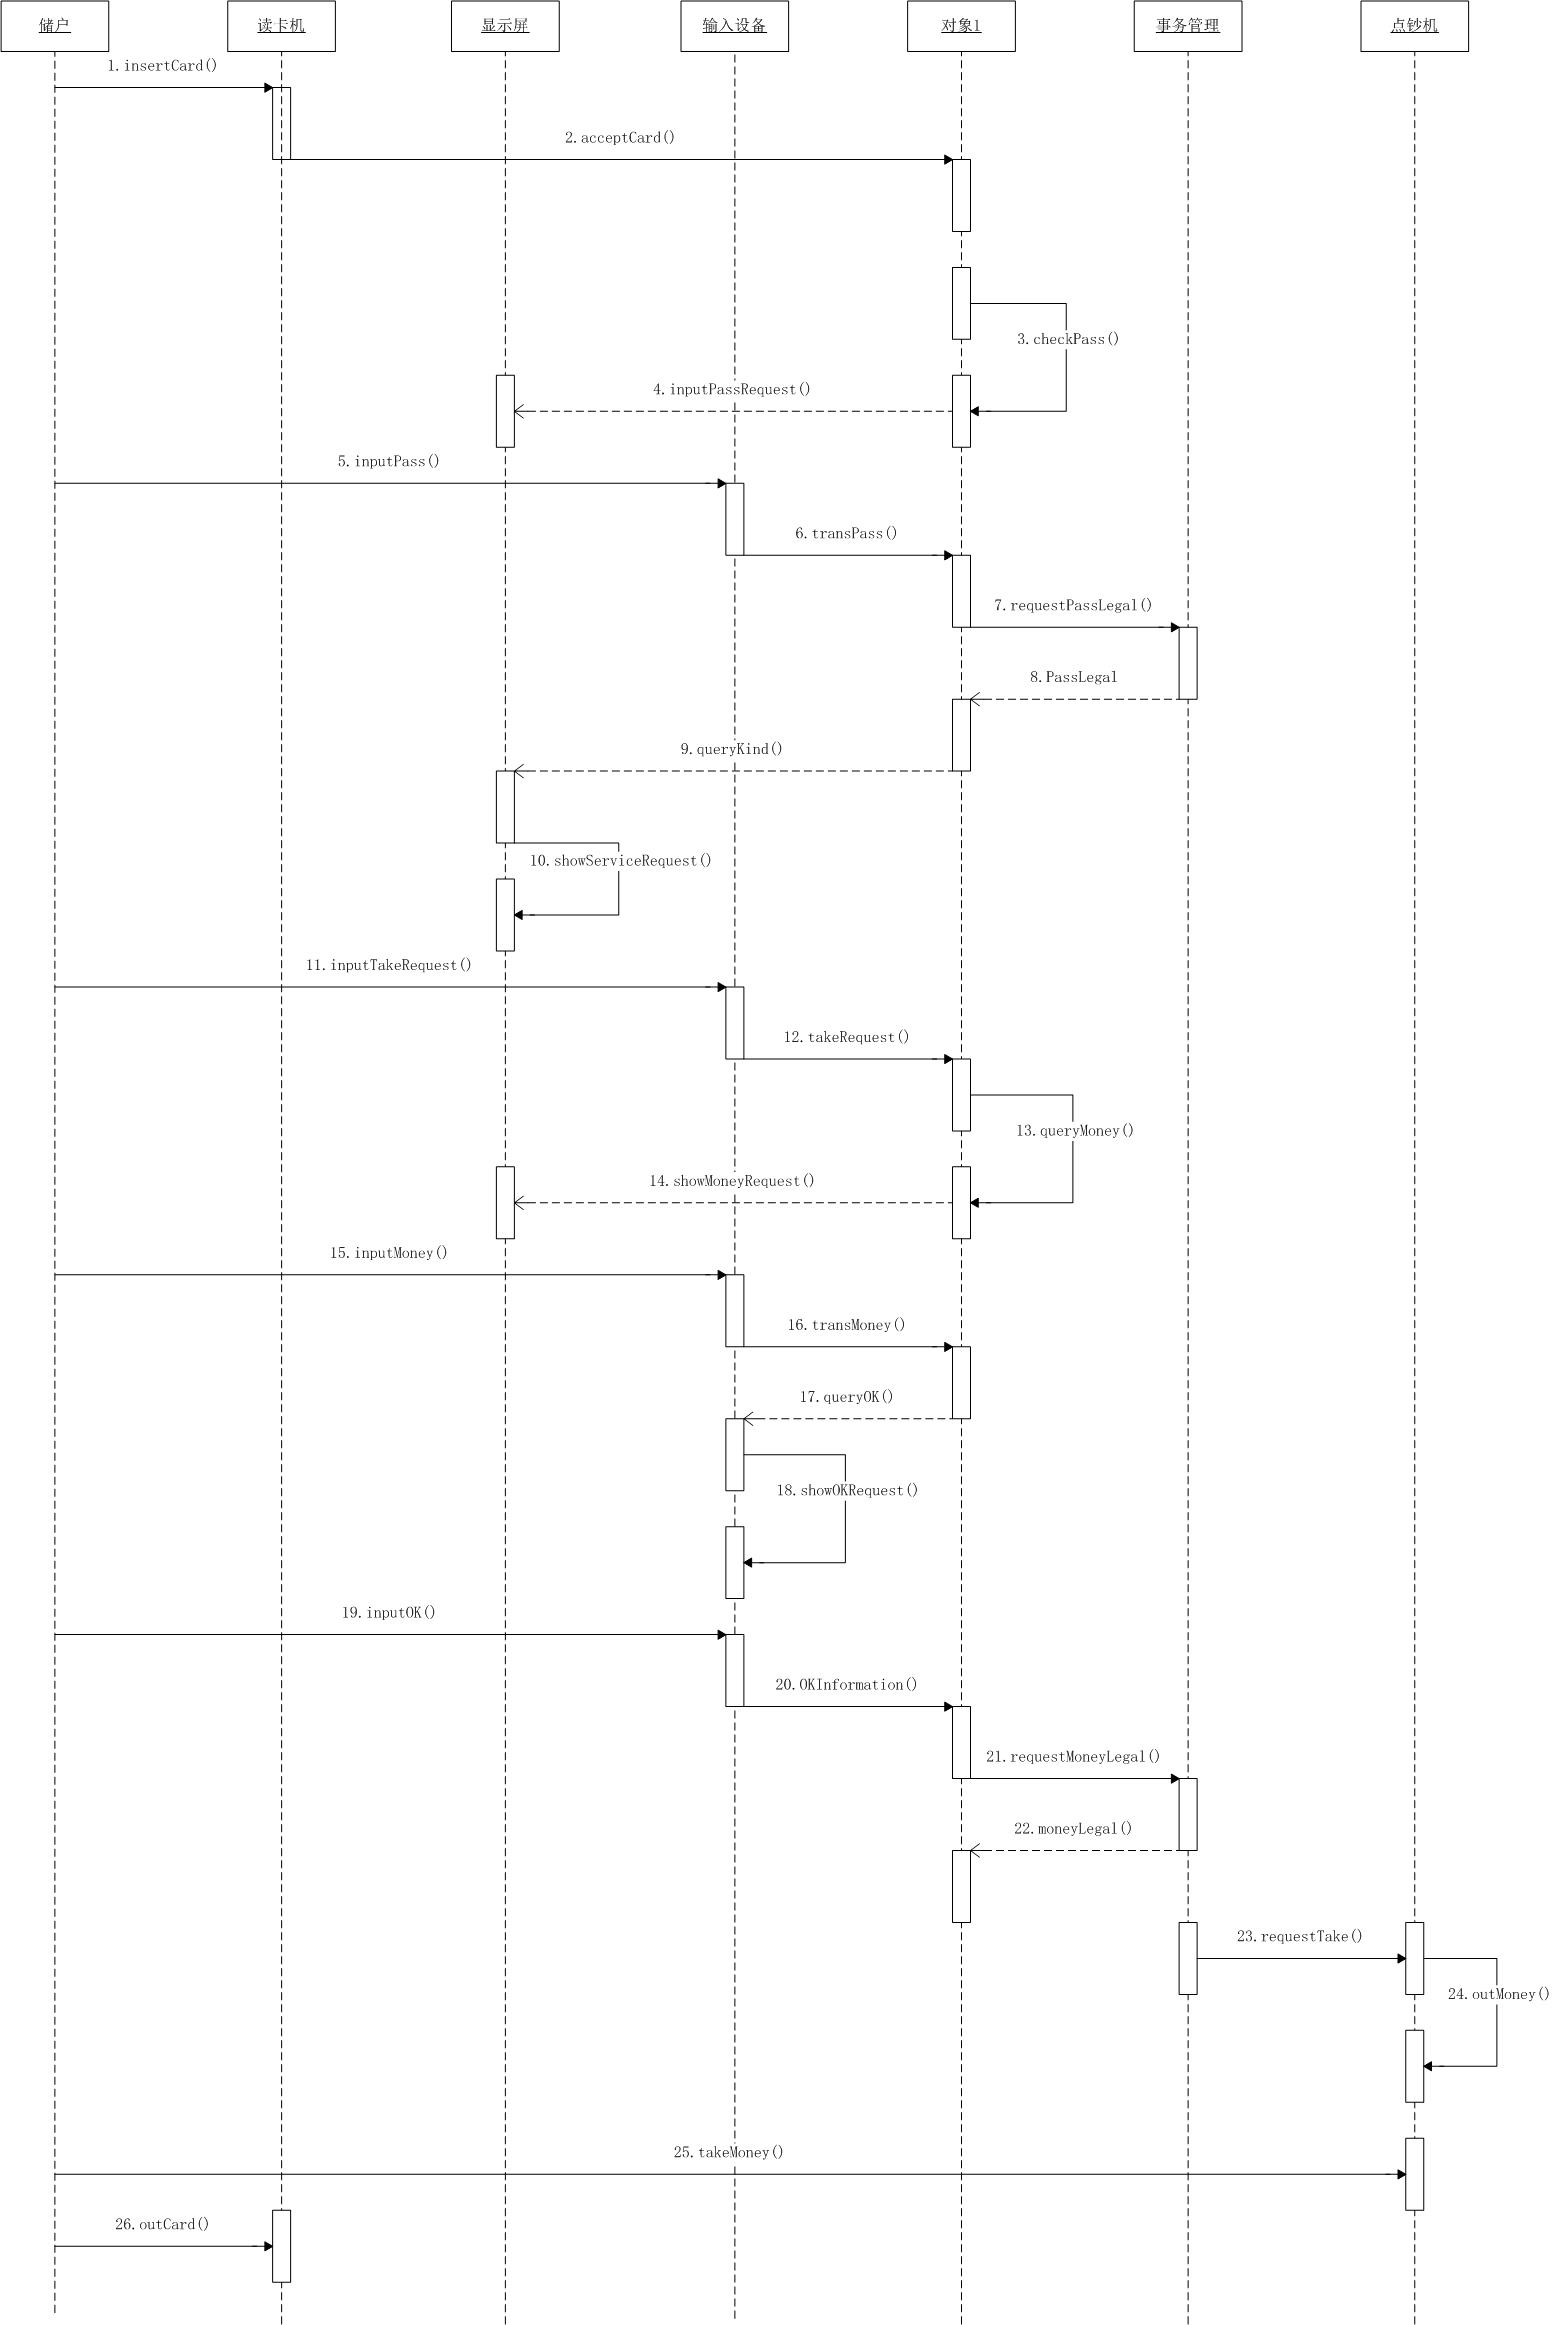 储户
读卡机
显示屏
输入设备
对象1
事务管理
点钞机
1.insertCard()
2.acceptCard()
3.checkPass()
4.inputPassRequest()
5.inputPass()
6.transPass()
7.requestPassLegal()
8.PassLegal
9.queryKind()
10.showServiceRequest()
11.inputTakeRequest()
12.takeRequest()
13.queryMoney()
14.showMoneyRequest()
15.inputMoney()
16.transMoney()
17.queryOK()
18.showOKRequest()
19.inputOK()
20.OKInformation()
21.requestMoneyLegal()
22.moneyLegal()
23.requestTake()
24.outMoney()
25.takeMoney()
26.outCard()